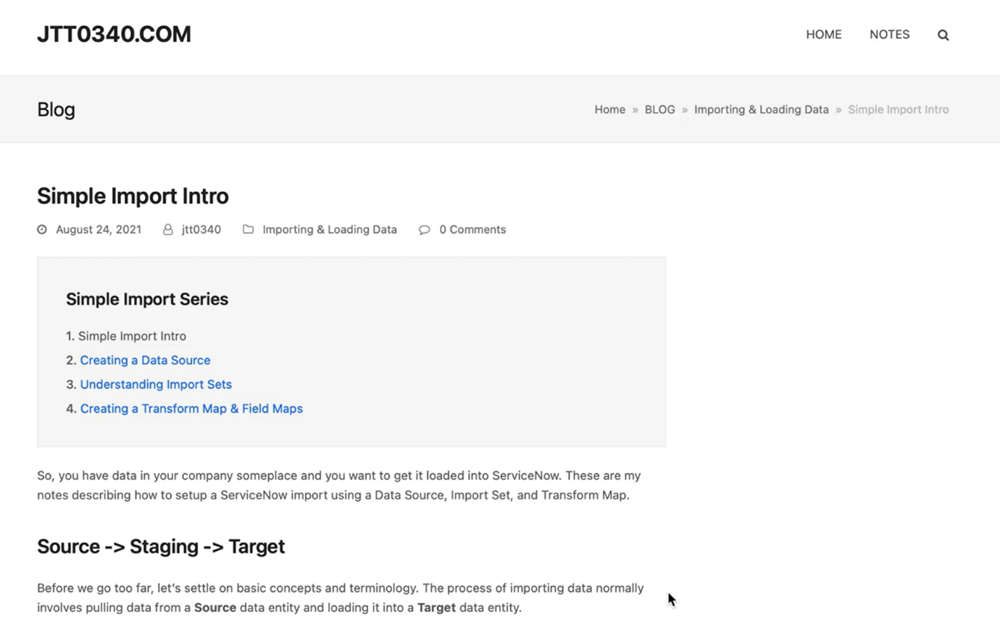 JTT0340.COM
HOME NOTES
Blog
Home » BLOG » Importing & Loading Data » Simple Import Intro
Simple Import Intro
August 24, 2021 jtt0340 Importing & Loading Data 0 Comments
Simple Import Series
1. Simple Import Intro
2. Creating a Data Source
3. Understanding Import Sets
4. Creating a Transform Map & Field Maps
So, you have data in your company someplace and you want to get it loaded into ServiceNow. These are my
notes describing how to setup a ServiceNow import using a Data Source, Import Set, and Transform Map.
Source -> Staging -> Target
Before we go too far, let’s settle on basic concepts and terminology. The process of importing data normally
involves pulling data from a Source data entity and loading it into a Target data entity.